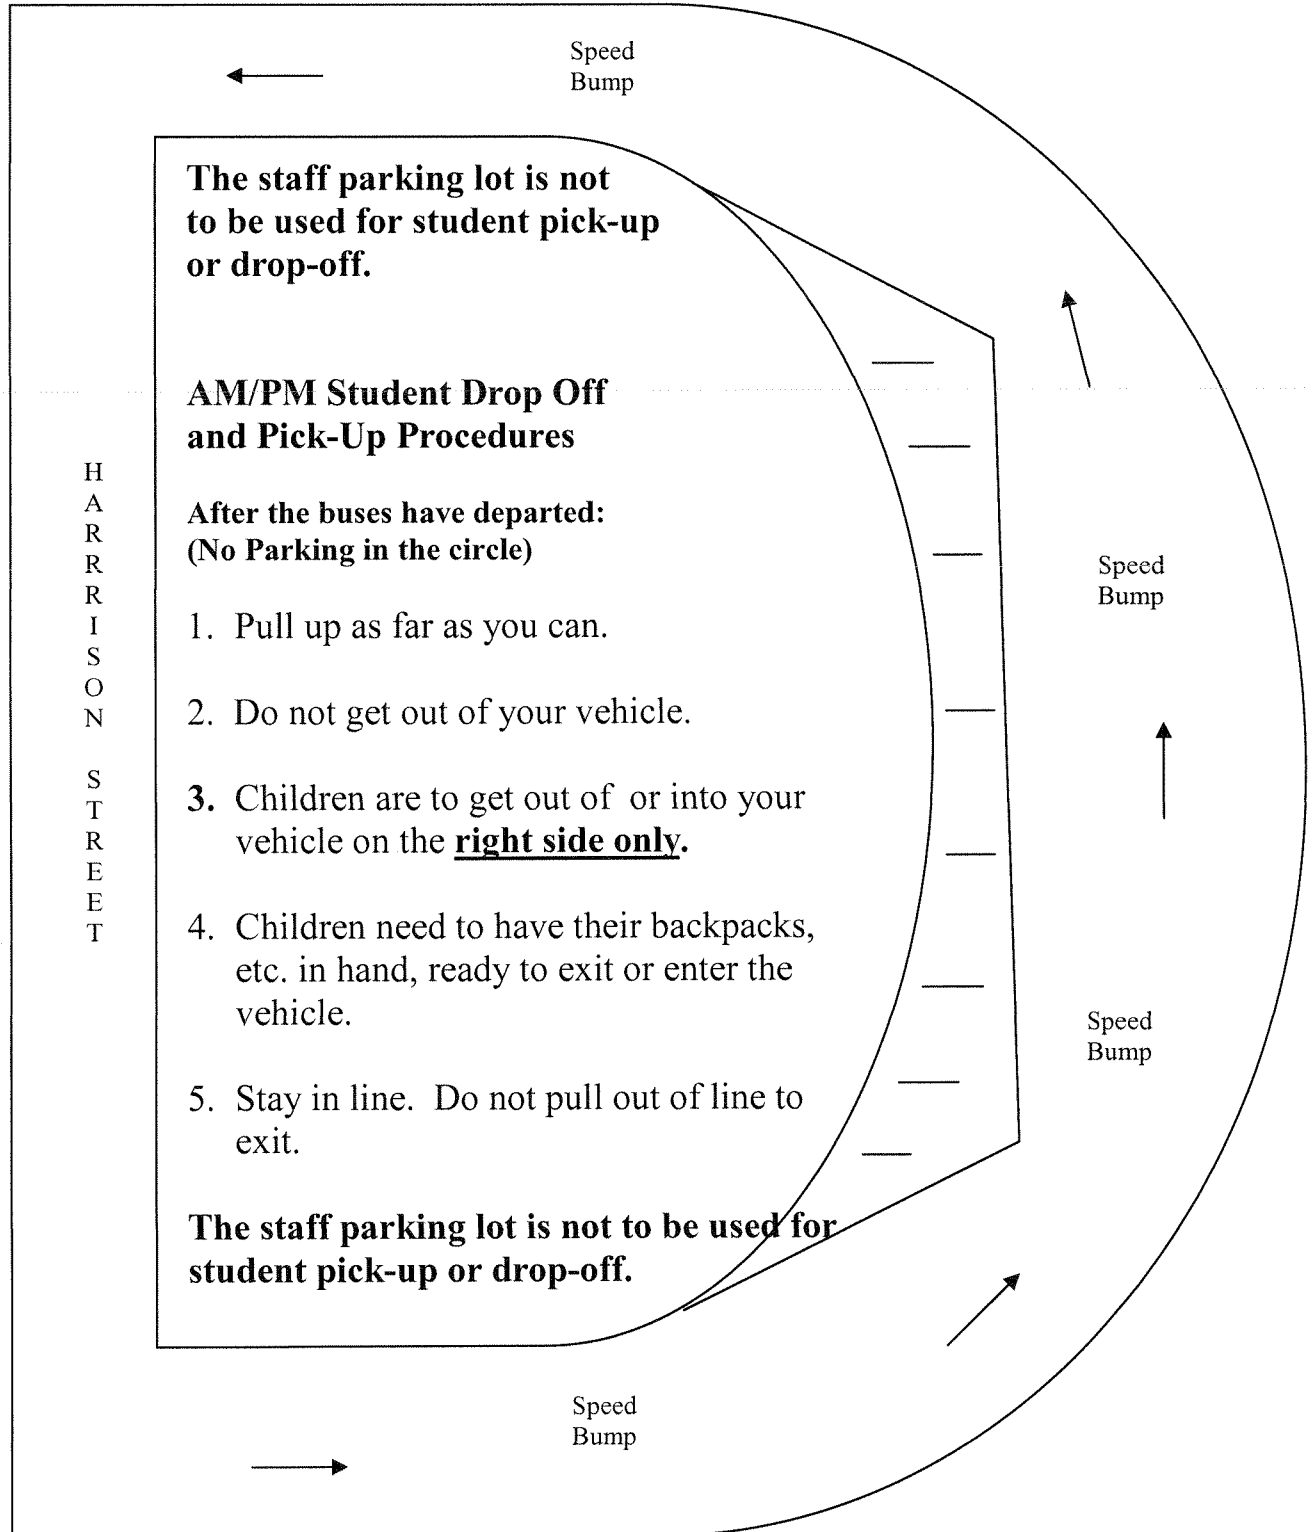 Speed
Bump
The staff parking lot is not
to be used for student pick-up
or drop-off.
AM/PM Student Drop Off
and Pick-Up Procedures
After the buses have departed:
(No Parking in the circle)
1. Pull up as far as you can.
2. Do not get out of your vehicle.
3. Children are to get out of or into your
vehicle on the right side only.
4. Children need to have their backpacks,
etc. in hand, ready to exit or enter the
vehicle.
5. Stay in line. Do not pull out of line to
exit.
The staff parking lot is not to be used for
student pick-up or drop-off.
HARRISON STREET
Speed
Bump
Speed
Bump
Speed
Bump